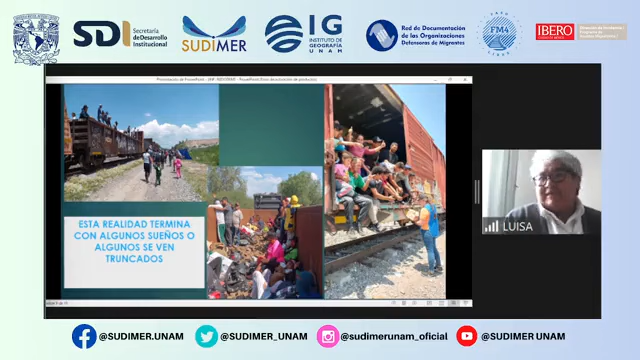 SDI
Secretaría
de Desarrollo
Institucional
SUDIMER
IG
INSTITUTO DE
GEOGRAFÍA
UNAM
Red de Documentación
de las Organizaciones
Defensoras de Migrantes
FM4
IBERO
ESTA REALIDAD TERMINA
CON ALGUNOS SUEÑOS O
ALGUNOS SE VEN
TRUNCADOS
LUISA
@SUDIMER.UNAM
@SUDIMER_UNAM
@sudimerunam_oficial
@SUDIMER UNAM